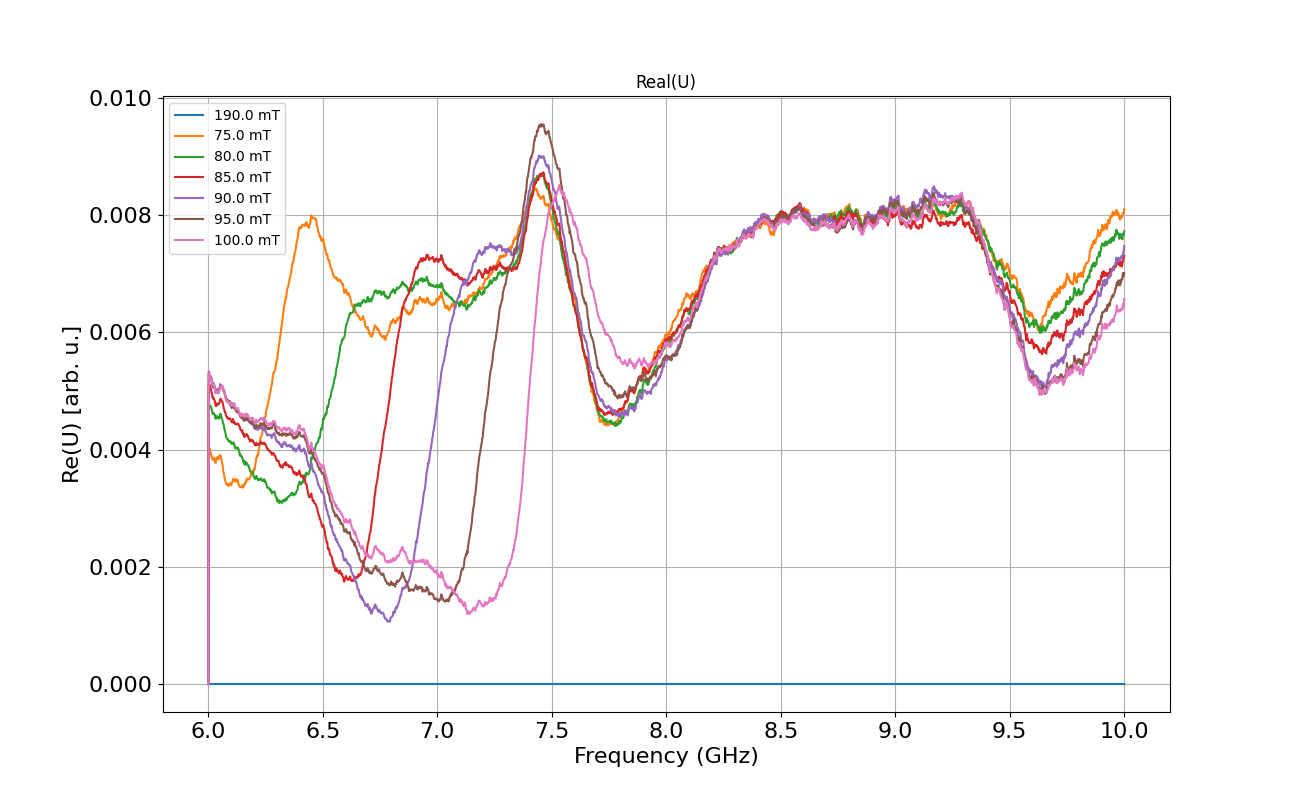 Real(U)
0.010
0.008
0.006
0.004
0.002
0.000
Re(U) [arb. u.]
190.0 mT
75.0 mT
80.0 mT
85.0 mT
90.0 mT
95.0 mT
100.0 mT
6.0 6.5 7.0 7.5 8.0 8.5 9.0 9.5 10.0
Frequency (GHz)